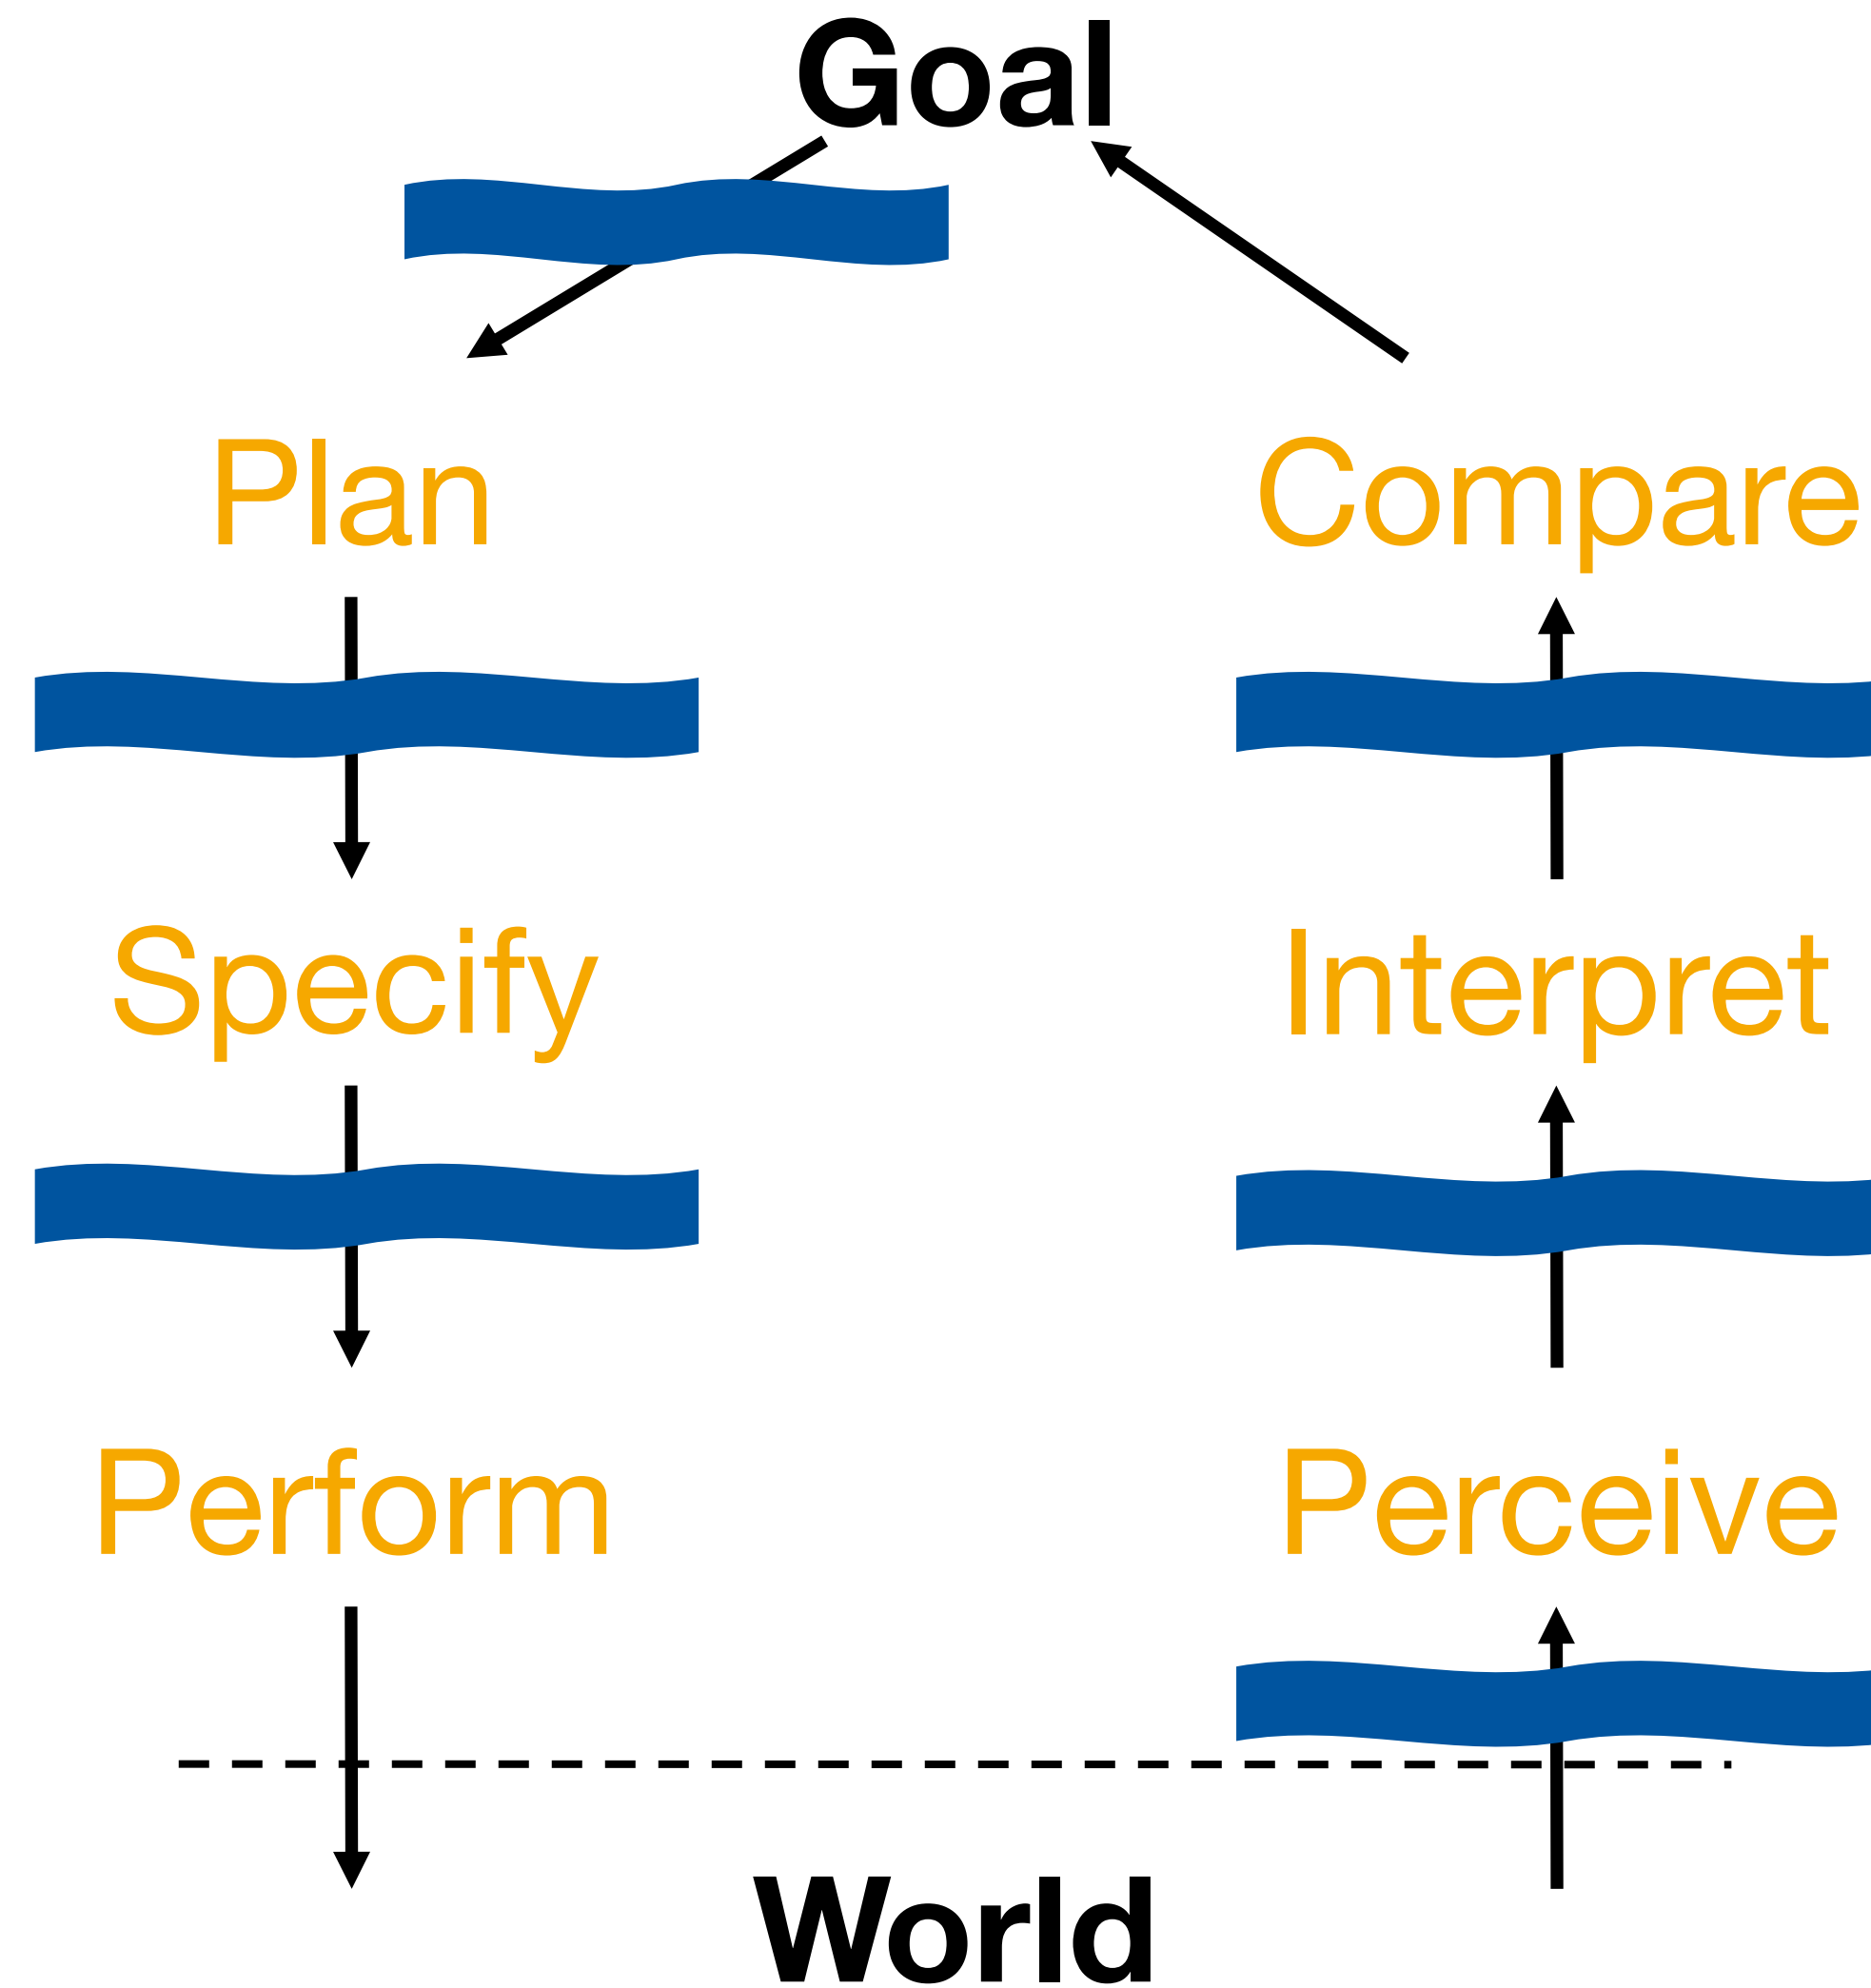 Goal
Plan
Compare
Specify
Interpret
Perform
Perceive
World